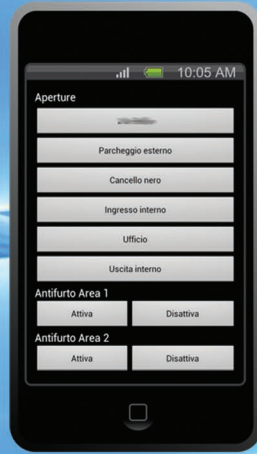 10:05 AM
Aperture
Parcheggio esterno
Cancello nero
Ingresso interno
Ufficio
Uscita interno
Antifurto Area 1
Attiva Disattiva
Antifurto Area 2
Attiva Disattiva